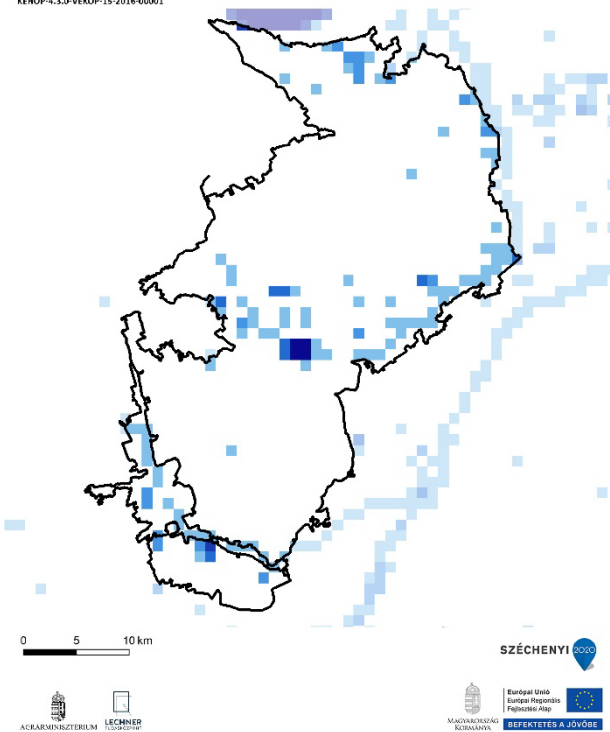 KEHOP-4.3.0-VEKOP-15-2016-00001
0 5 10 km
SZÉCHENYI 2020
AGRÁRMINISZTÉRIUM
LECHNER
TUDÁSKÖZPONT
MAGYARORSZÁG
KORMÁNYA
Európai Unió
Európai Regionális
Fejlesztési Alap
BEFEKTETÉS A JÖVŐBE